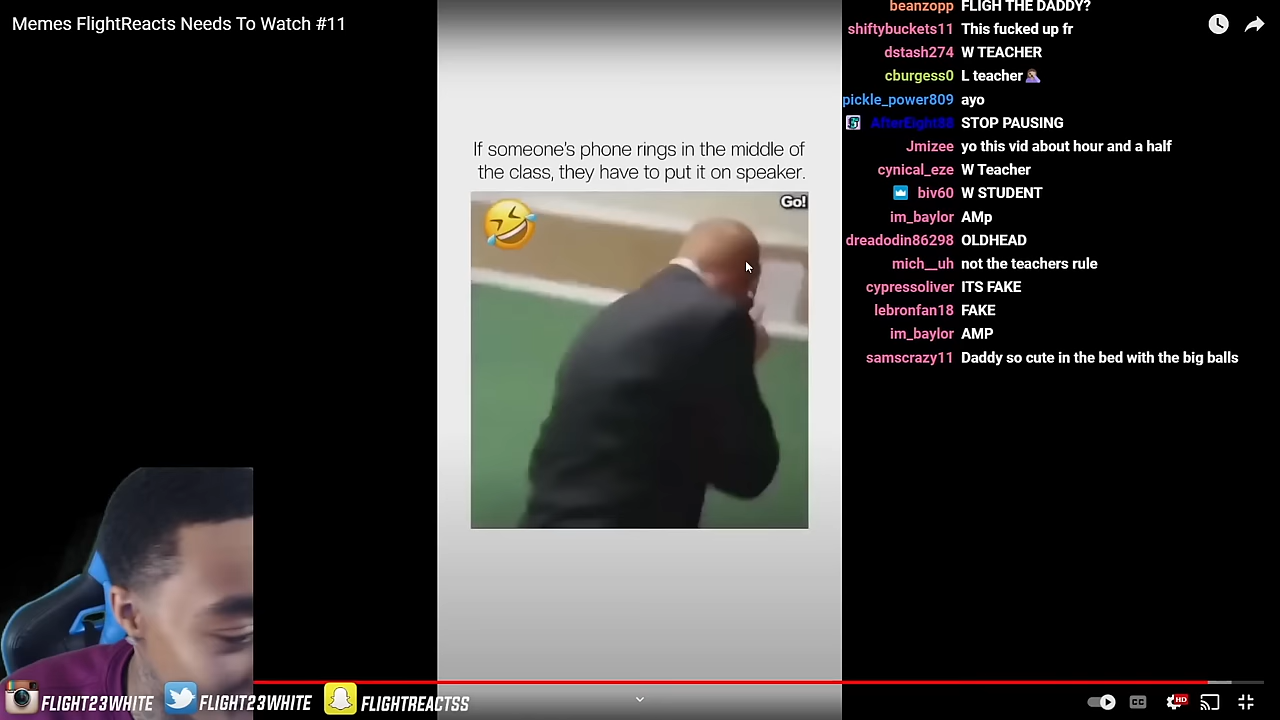 Memes FlightReacts Needs To Watch #11
If someone's phone rings in the middle of
the class, they have to put it on speaker.
Go!
beanzopp FLIGH THE DADDY?
shiftybuckets11 This fucked up fr
dstash274 W TEACHER
cburgess0 L teacher
pickle_power809 ayo
AfterEight88 STOP PAUSING
Jmizee yo this vid about hour and a half
cynical_eze W Teacher
biv60 W STUDENT
im_baylor AMp
dreadodin86298 OLDHEAD
mich__uh not the teachers rule
cypressoliver ITS FAKE
lebronfan18 FAKE
im_baylor AMP
samscrazy11 Daddy so cute in the bed with the big balls
FLIGHT23WHITE FLIGHT23WHITE FLIGHTREACTSS
CC HD